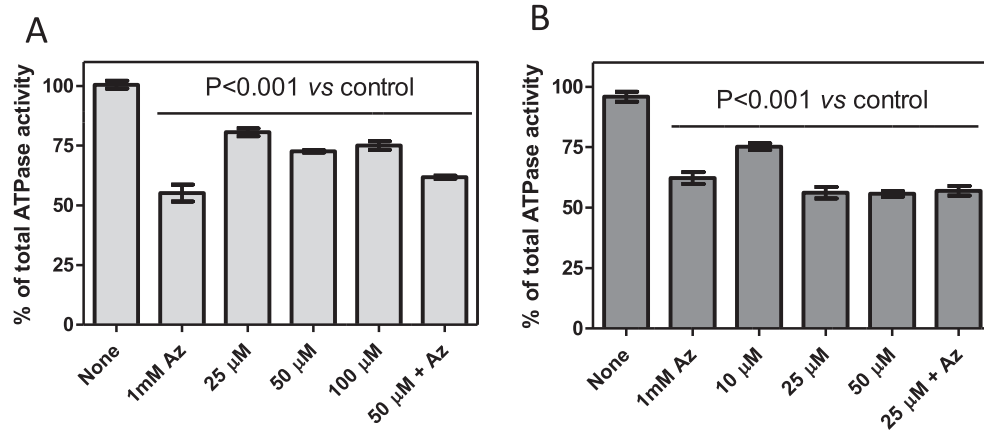 A
P<0.001 vs control
% of total ATPase activity
100
75
50
25
0
None
1mM Az
25 μM
50 μM
100 μM
50 μM + Az
B
P<0.001 vs control
% of total ATPase activity
100
75
50
25
0
None
1mM Az
10 μM
25 μM
50 μM
25 μM + Az